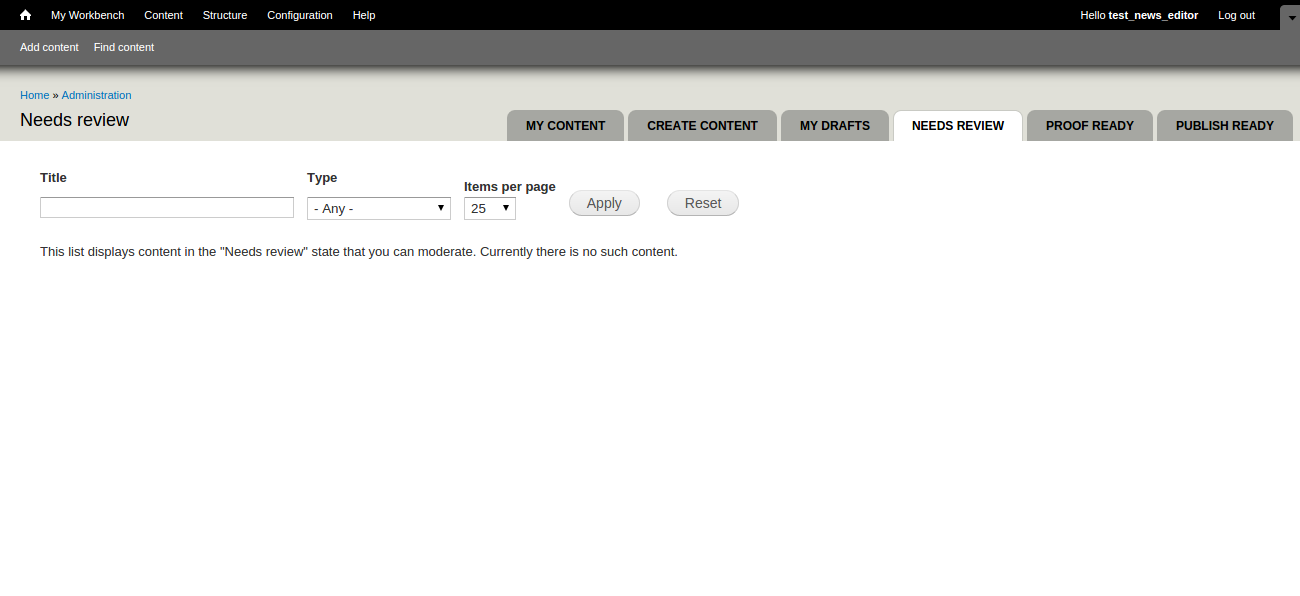 My Workbench Content Structure Configuration Help Hello test_news_editor Log out
Add content Find content
Home » Administration
Needs review
MY CONTENT CREATE CONTENT MY DRAFTS NEEDS REVIEW PROOF READY PUBLISH READY
Title Type Items per page
- Any - 25 Apply Reset
This list displays content in the "Needs review" state that you can moderate. Currently there is no such content.